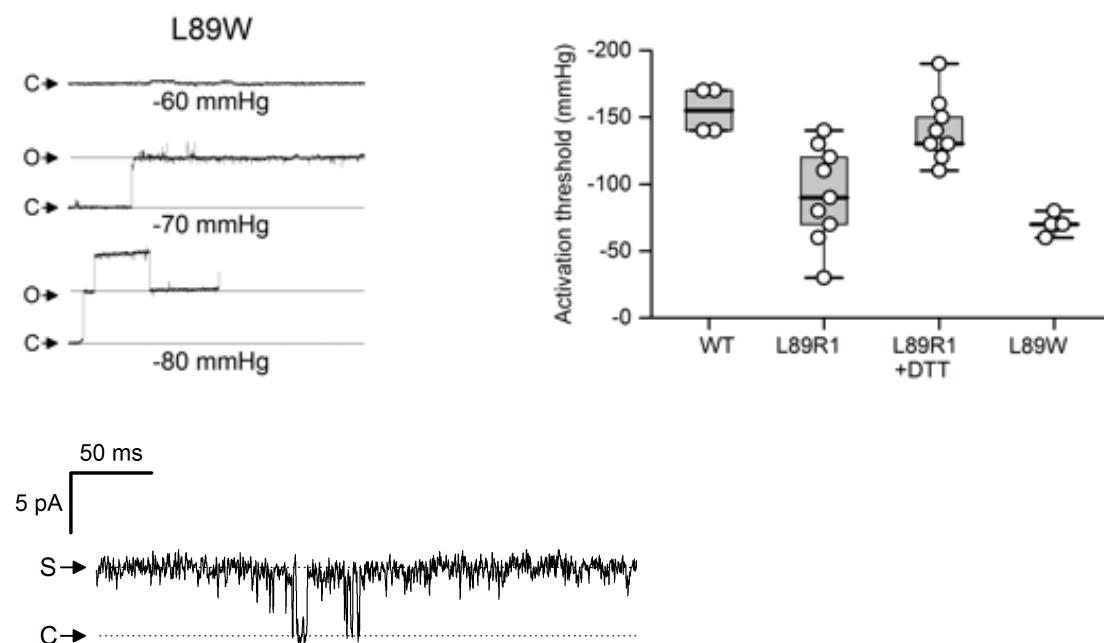 L89W
C
-60 mmHg
O
C
-70 mmHg
O
C
-80 mmHg
Activation threshold (mmHg)
-200
-150
-100
-50
-0
WT
L89R1
L89R1
+DTT
L89W
50 ms
5 pA
S
C